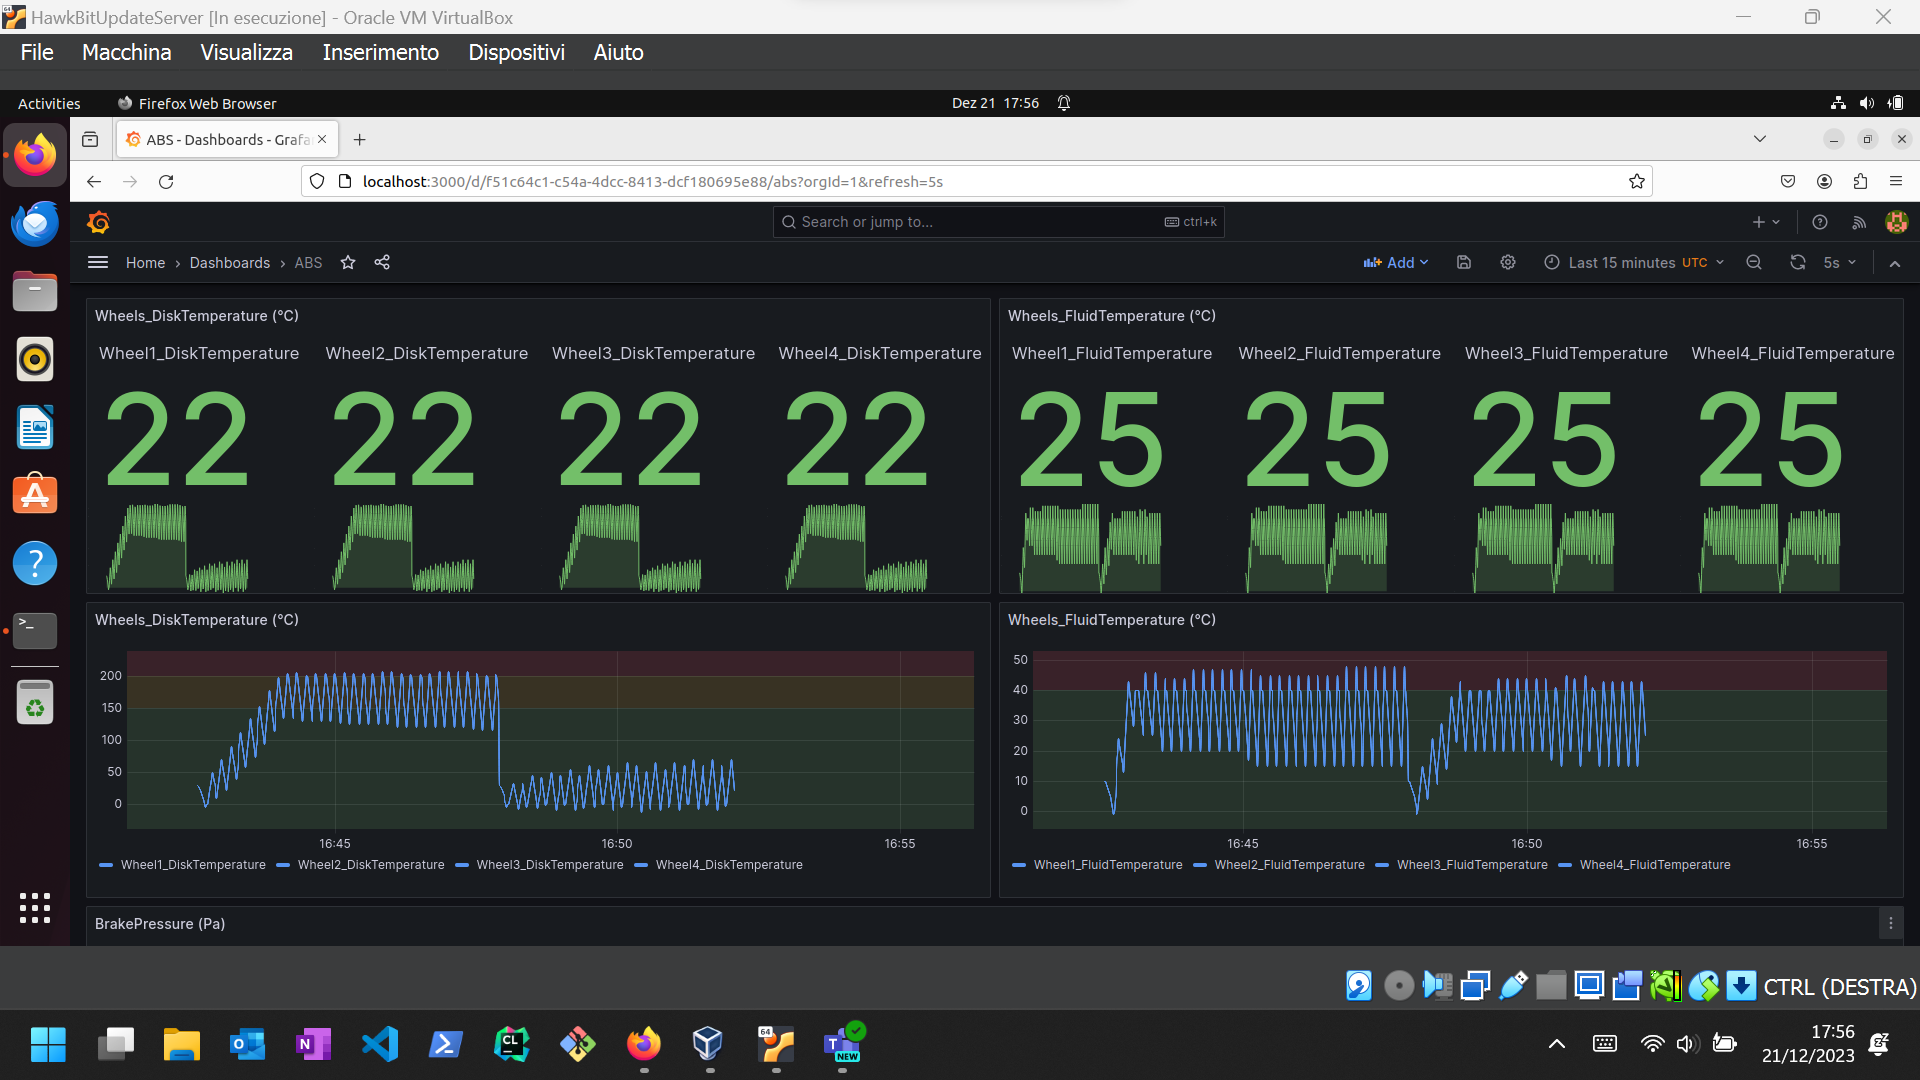 HawkBitUpdateServer [In esecuzione] - Oracle VM VirtualBox
File Macchina Visualizza Inserimento Dispositivi Aiuto
Activities Firefox Web Browser Dez 21 17:56
ABS - Dashboards - Grafa
localhost:3000/d/f51c64c1-c54a-4dcc-8413-dcf180695e88/abs?orgId=1&refresh=5s
Search or jump to... ctrl+k
Home › Dashboards › ABS Add Last 15 minutes UTC 5s
Wheels_DiskTemperature (°C)
Wheel1_DiskTemperature Wheel2_DiskTemperature Wheel3_DiskTemperature Wheel4_DiskTemperature
22 22 22 22
Wheels_FluidTemperature (°C)
Wheel1_FluidTemperature Wheel2_FluidTemperature Wheel3_FluidTemperature Wheel4_FluidTemperature
25 25 25 25
Wheels_DiskTemperature (°C)
200
150
100
50
0
16:45 16:50 16:55
Wheel1_DiskTemperature Wheel2_DiskTemperature Wheel3_DiskTemperature Wheel4_DiskTemperature
Wheels_FluidTemperature (°C)
50
40
30
20
10
0
16:45 16:50 16:55
Wheel1_FluidTemperature Wheel2_FluidTemperature Wheel3_FluidTemperature Wheel4_FluidTemperature
BrakePressure (Pa)
CTRL (DESTRA)
CL
64
T
NEW
17:56
21/12/2023